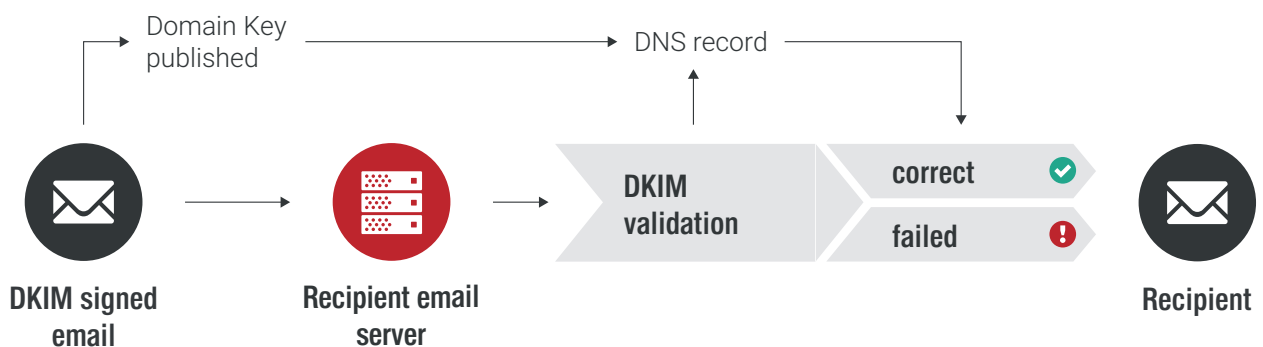 Domain Key
published
DNS record
DKIM
validation
correct
failed
DKIM signed
email
Recipient email
server
Recipient